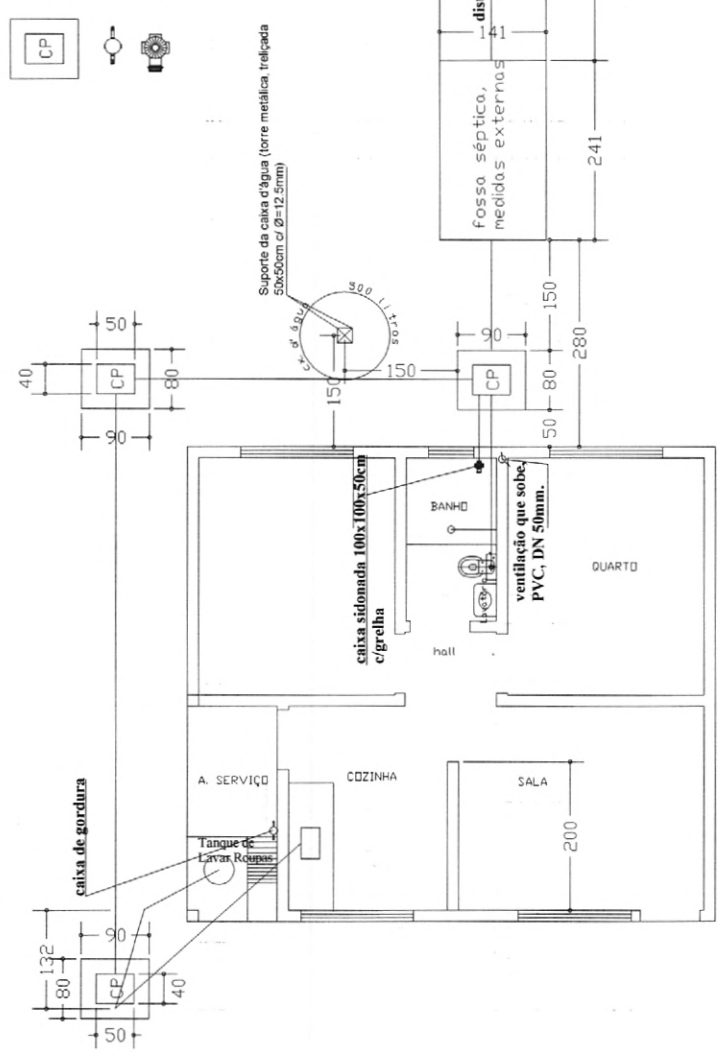 CP
dis
141
Suporte da caixa d'água (torre metálica, treliçada
50x50cm c/ Ø=12.5mm)
fossa séptica,
medidas externas
241
50
40
CP
80
90
cx. d' água
500 litros
150
150
90
CP
80
150
280
50
caixa sidonada 100x100x50cm
c/grelha
BANHO
ventilação que sobe,
PVC, DN 50mm.
QUARTO
Lavatór
hall
caixa de gordura
A. SERVIÇO
COZINHA
SALA
Tanque de
Lavar Roupas
200
132
90
80
CP
40
50